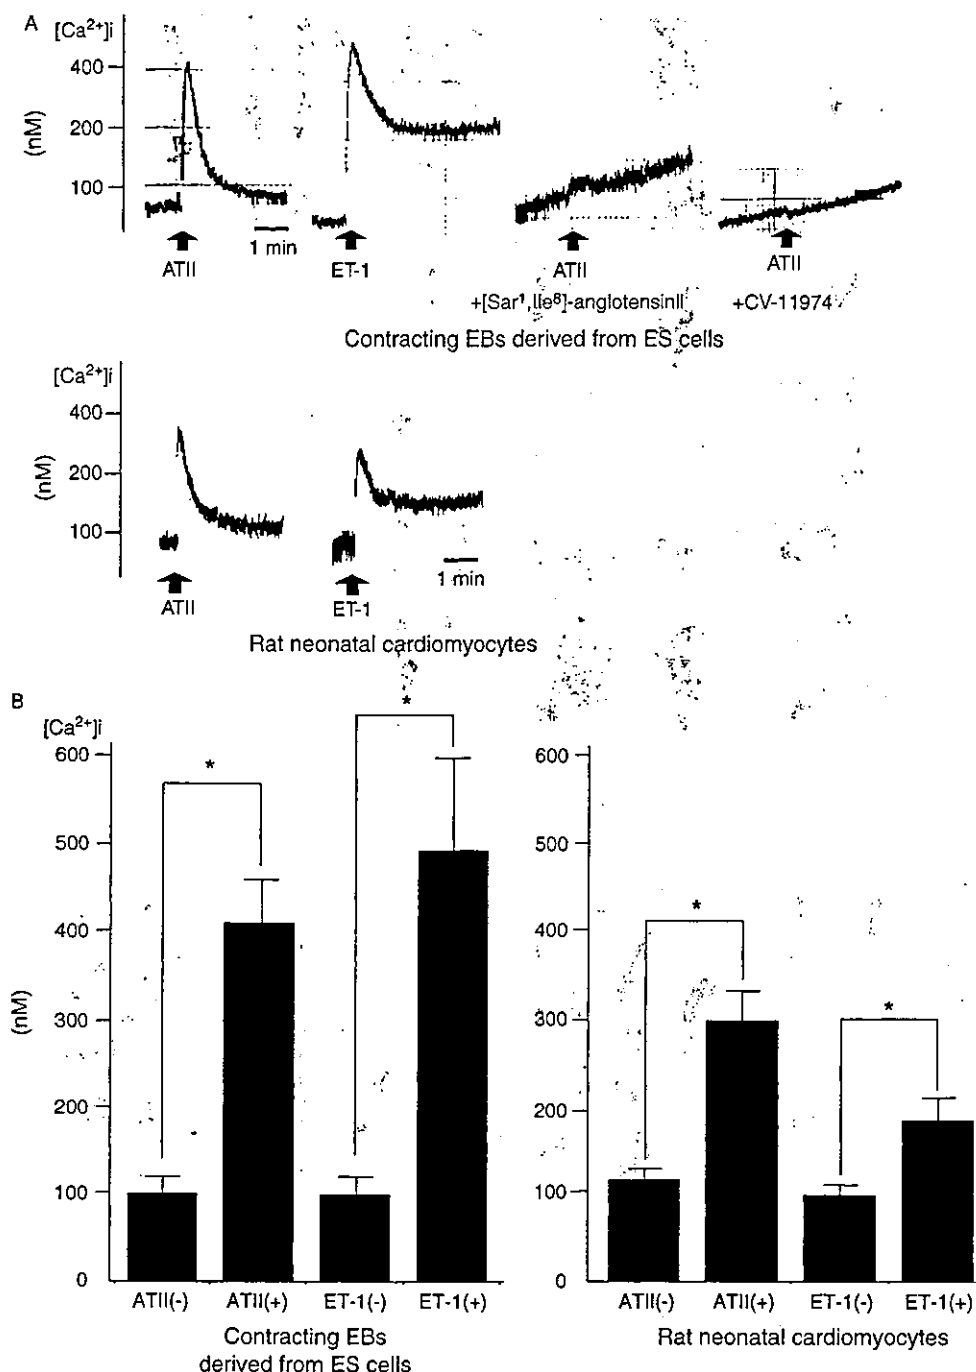 A
[Ca²⁺]i
400
200
100
(nM)
1 min
ATII
ET-1
ATII
ATII
+[Sar¹,Ile⁸]-angiotensinII
+CV-11974
Contracting EBs derived from ES cells
[Ca²⁺]i
400
200
100
(nM)
1 min
ATII
ET-1
Rat neonatal cardiomyocytes
B
[Ca²⁺]i
600
500
400
300
200
100
0
(nM)
*
*
ATII(-)
ATII(+)
ET-1(-)
ET-1(+)
Contracting EBs
derived from ES cells
600
500
400
300
200
100
0
*
*
ATII(-)
ATII(+)
ET-1(-)
ET-1(+)
Rat neonatal cardiomyocytes